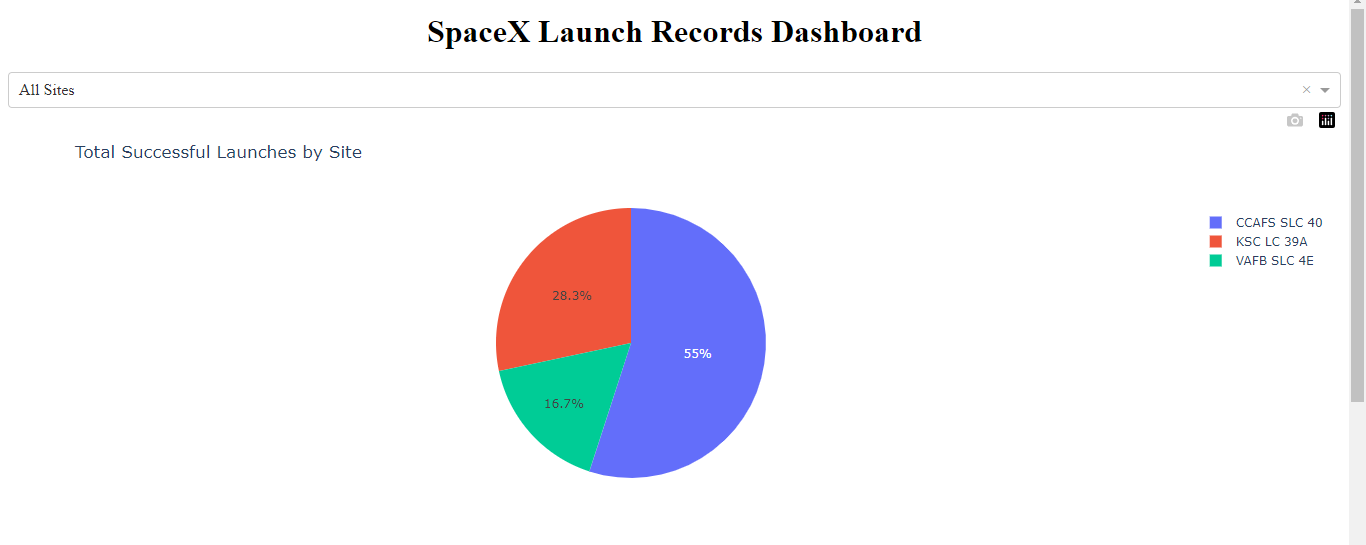 SpaceX Launch Records Dashboard
All Sites
Total Successful Launches by Site
CCAFS SLC 40
KSC LC 39A
VAFB SLC 4E
28.3%
55%
16.7%